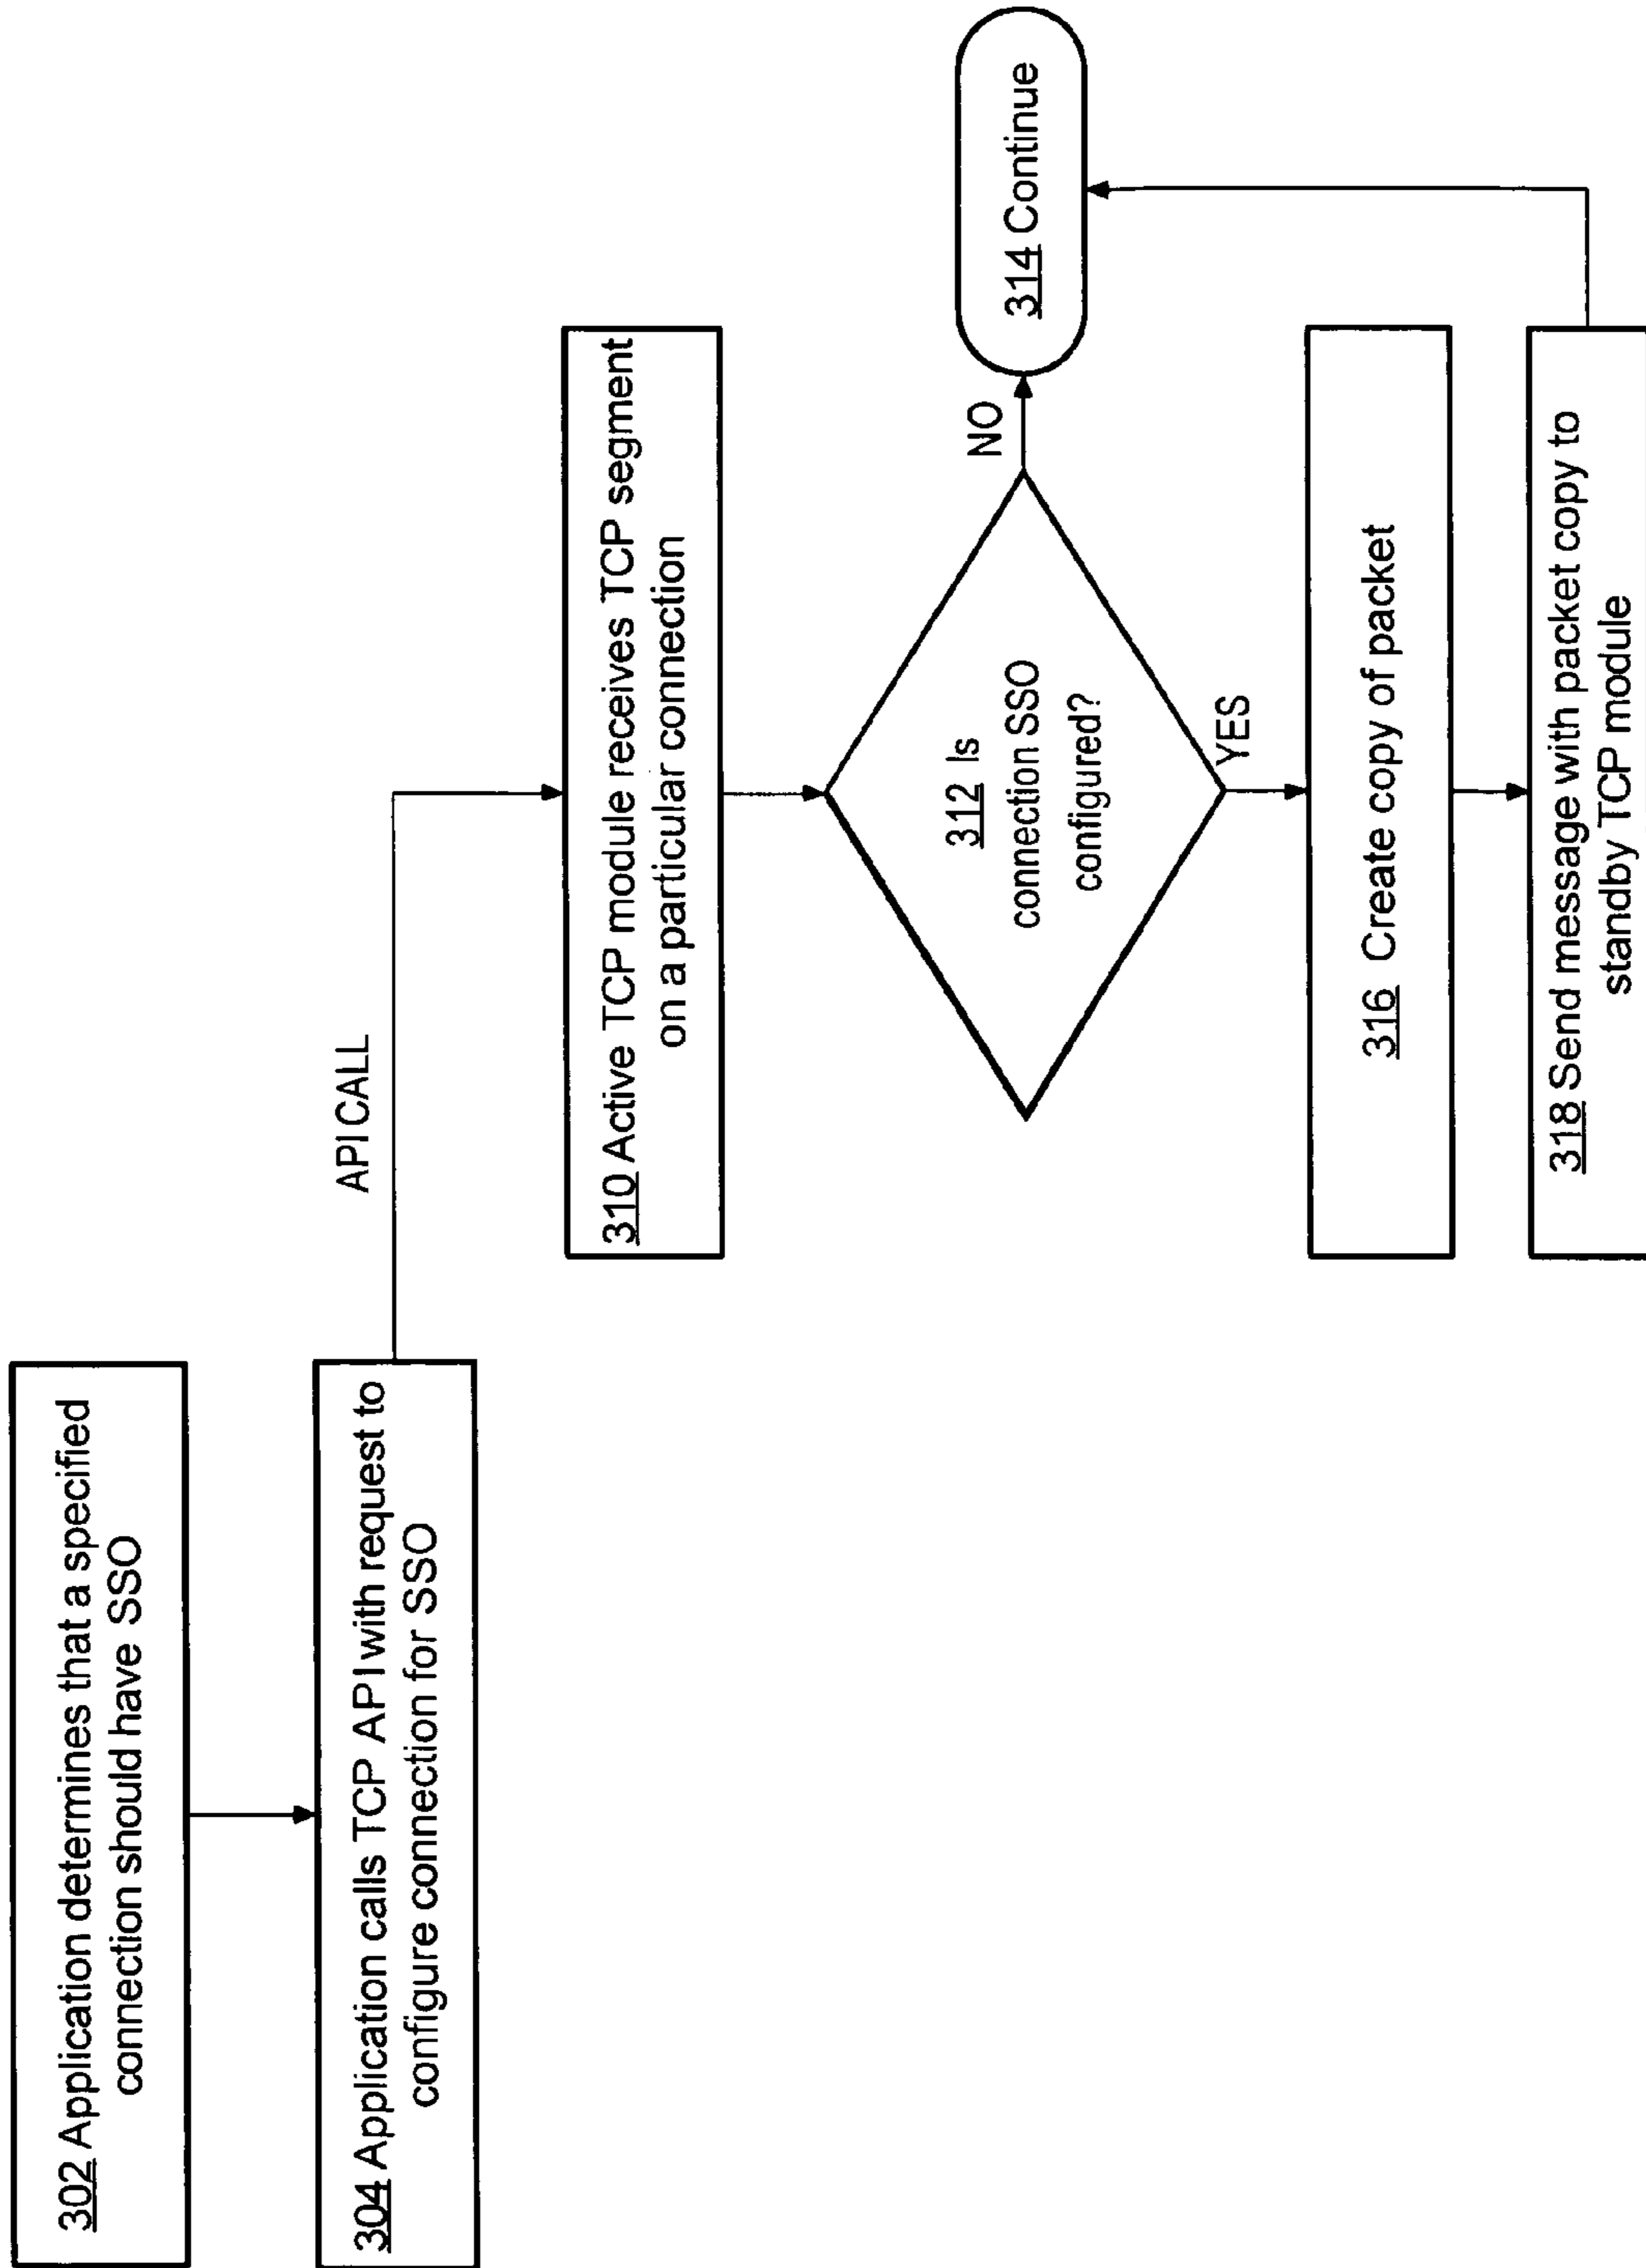 302 Application determines that a specified
connection should have SSO
304 Application calls TCP API with request to
configure connection for SSO
API CALL
310 Active TCP module receives TCP segment
on a particular connection
312 Is
connection SSO
configured?
NO
314 Continue
YES
316 Create copy of packet
318 Send message with packet copy to
standby TCP module